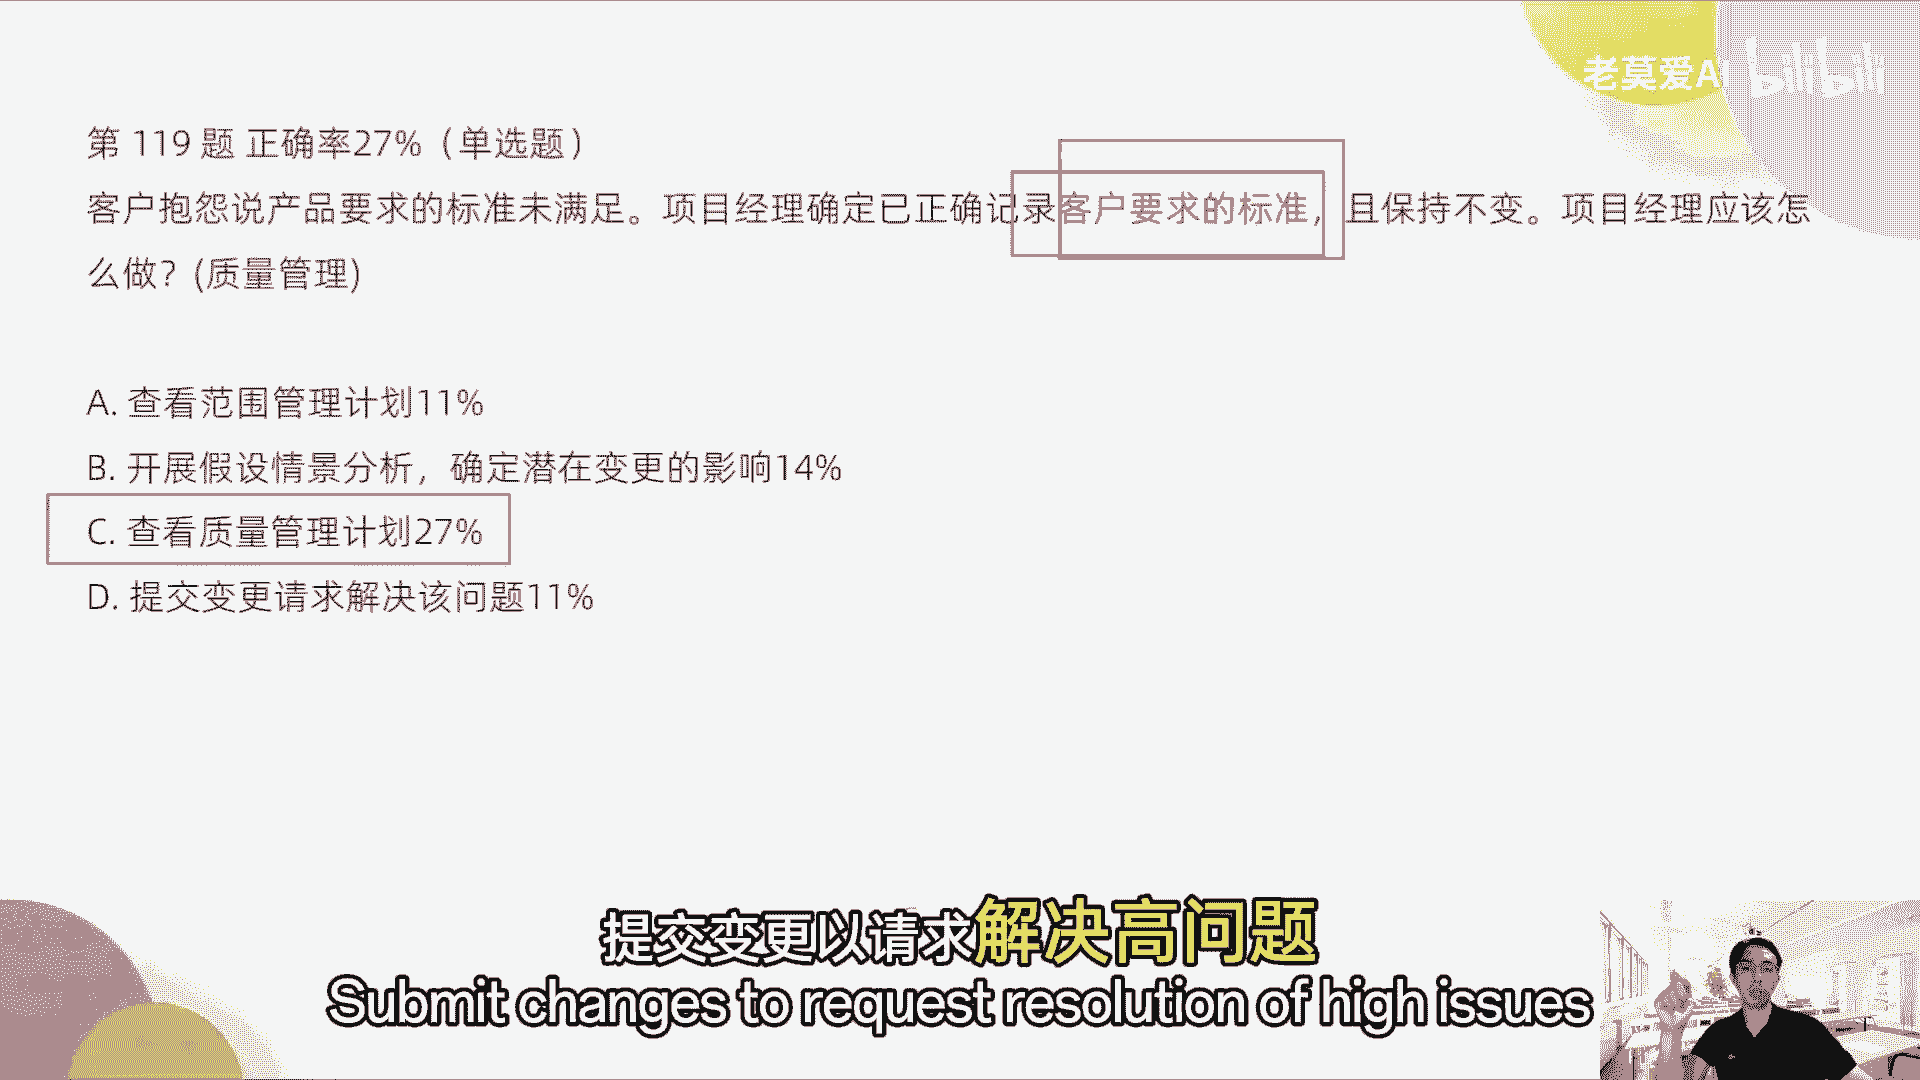 老莫爱AI bilibili
第 119 题 正确率27%（单选题）
客户抱怨说产品要求的标准未满足。项目经理确定已正确记录客户要求的标准，且保持不变。项目经理应该怎
么做？(质量管理)
A. 查看范围管理计划11%
B. 开展假设情景分析，确定潜在变更的影响14%
C. 查看质量管理计划27%
D. 提交变更请求解决该问题11%
提交变更以请求解决高问题
Submit changes to request resolution of high issues